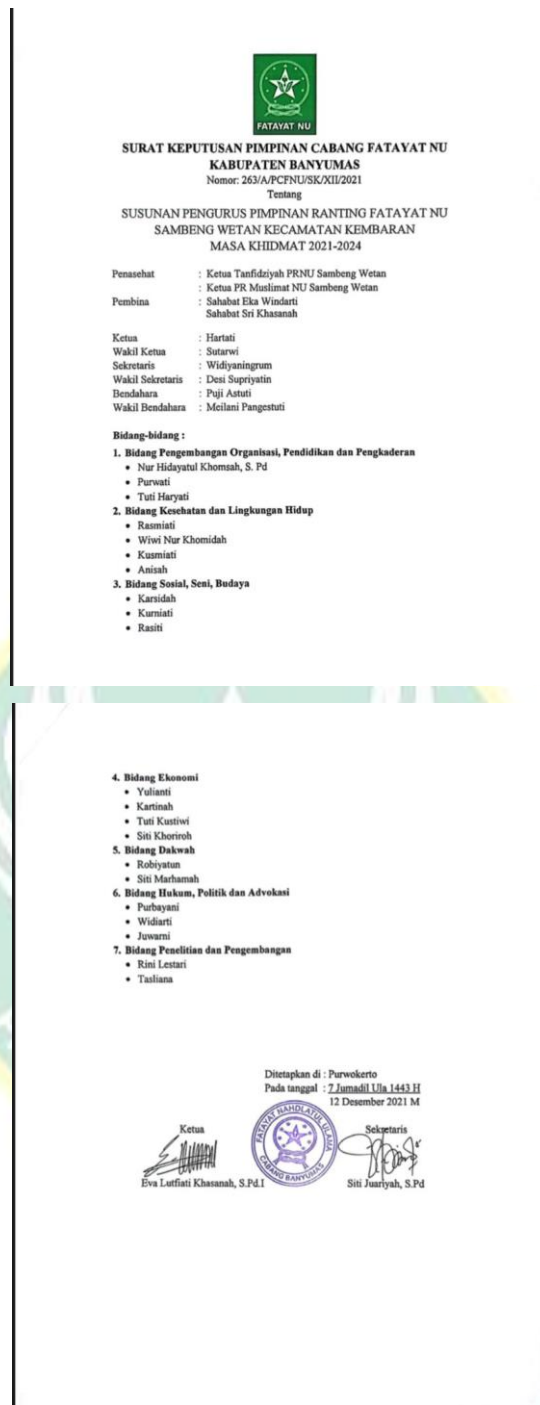 FATAYAT NU
SURAT KEPUTUSAN PIMPINAN CABANG FATAYAT NU
KABUPATEN BANYUMAS
Nomor: 263/A/PCFNU/SK/XII/2021
Tentang
SUSUNAN PENGURUS PIMPINAN RANTING FATAYAT NU
SAMBENG WETAN KECAMATAN KEMBARAN
MASA KHIDMAT 2021-2024
Penasehat : Ketua Tanfidziyah PRNU Sambeng Wetan
: Ketua PR Muslimat NU Sambeng Wetan
Pembina : Sahabat Eka Windarti
Sahabat Sri Khasanah
Ketua : Hartati
Wakil Ketua : Sutarwi
Sekretaris : Widiyaningrum
Wakil Sekretaris : Desi Supriyatin
Bendahara : Puji Astuti
Wakil Bendahara : Meilani Pangestuti
Bidang-bidang :
1. Bidang Pengembangan Organisasi, Pendidikan dan Pengkaderan
• Nur Hidayatul Khomsah, S. Pd
• Purwati
• Tuti Haryati
2. Bidang Kesehatan dan Lingkungan Hidup
• Rasmiati
• Wiwi Nur Khomidah
• Kusmiati
• Anisah
3. Bidang Sosial, Seni, Budaya
• Karsidah
• Kurniati
• Rasiti
4. Bidang Ekonomi
• Yulianti
• Kartinah
• Tuti Kustiwi
• Siti Khoriroh
5. Bidang Dakwah
• Robiyatun
• Siti Marhamah
6. Bidang Hukum, Politik dan Advokasi
• Purbayani
• Widiarti
• Juwarni
7. Bidang Penelitian dan Pengembangan
• Rini Lestari
• Tasliana
Ditetapkan di : Purwokerto
Pada tanggal : 7 Jumadil Ula 1443 H
12 Desember 2021 M
Ketua Sekretaris
FATAYAT NAHDLATUL ULAMA
CABANG BANYUMAS
Eva Lutfiati Khasanah, S.Pd.I Siti Juariyah, S.Pd